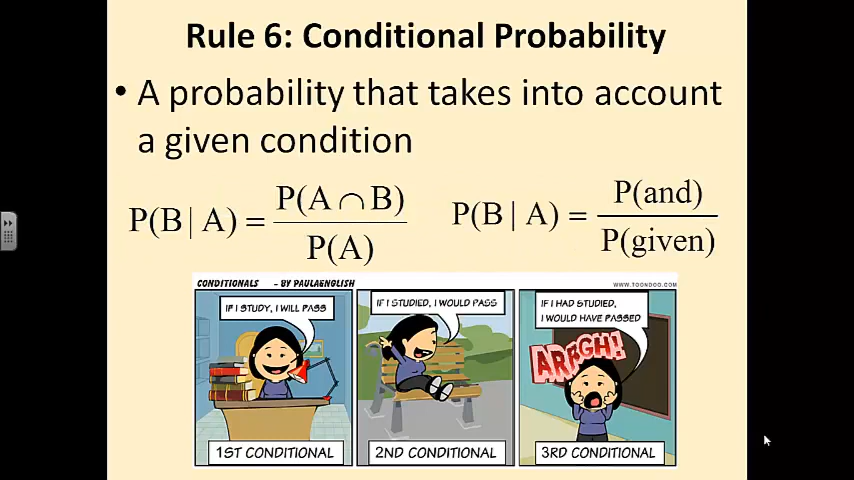 Rule 6: Conditional Probability
• A probability that takes into account
a given condition
P(B | A) = P(A ∩ B) / P(A)
P(B | A) = P(and) / P(given)
CONDITIONALS - BY PAULAENGLISH
WWW.TOONDOO.COM
IF I STUDY, I WILL PASS
1ST CONDITIONAL
IF I STUDIED, I WOULD PASS
2ND CONDITIONAL
IF I HAD STUDIED,
I WOULD HAVE PASSED
ARRGH!
3RD CONDITIONAL